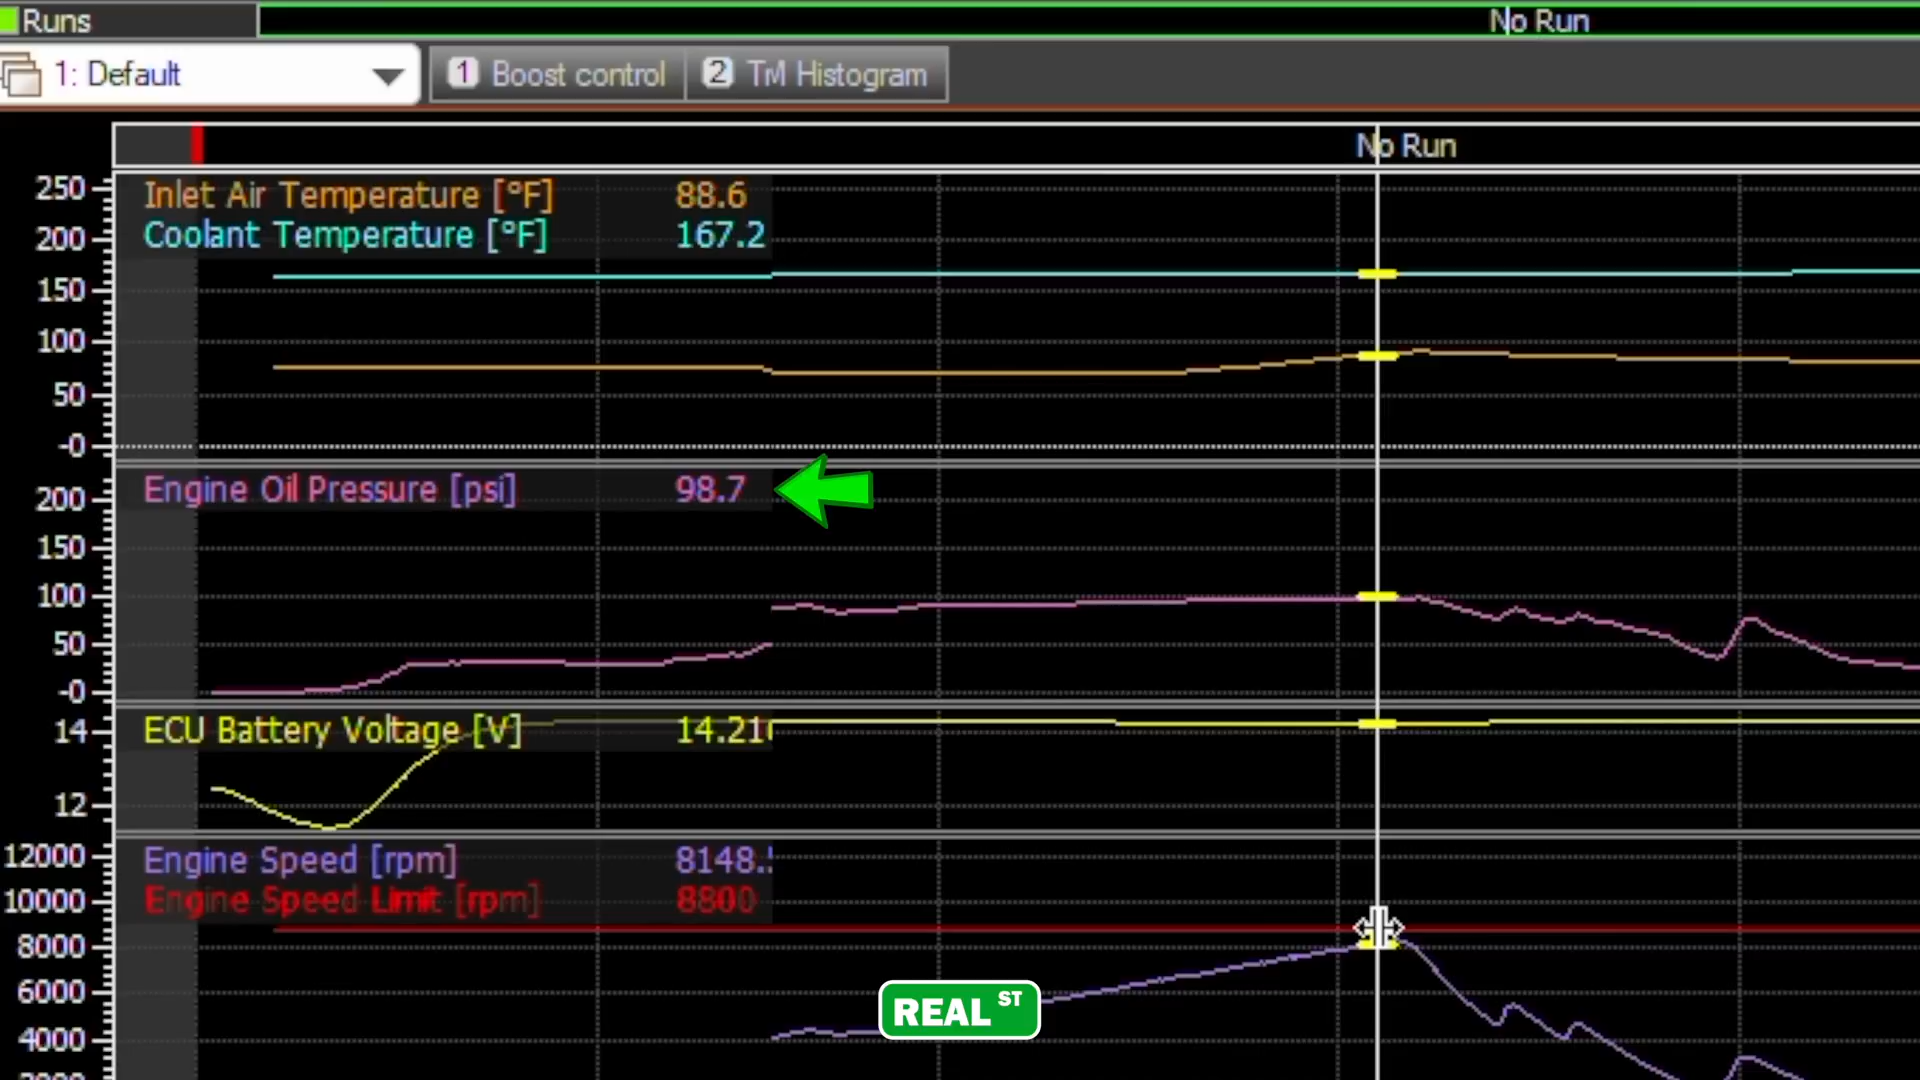 Runs
No Run
1: Default
1 Boost control
2 TM Histogram
No Run
250
200
150
100
50
-0
Inlet Air Temperature [°F] 88.6
Coolant Temperature [°F] 167.2
200
150
100
50
-0
Engine Oil Pressure [psi] 98.7
14
12
ECU Battery Voltage [V] 14.21
12000
10000
8000
6000
4000
Engine Speed [rpm] 8148.
Engine Speed Limit [rpm] 8800
REAL ST